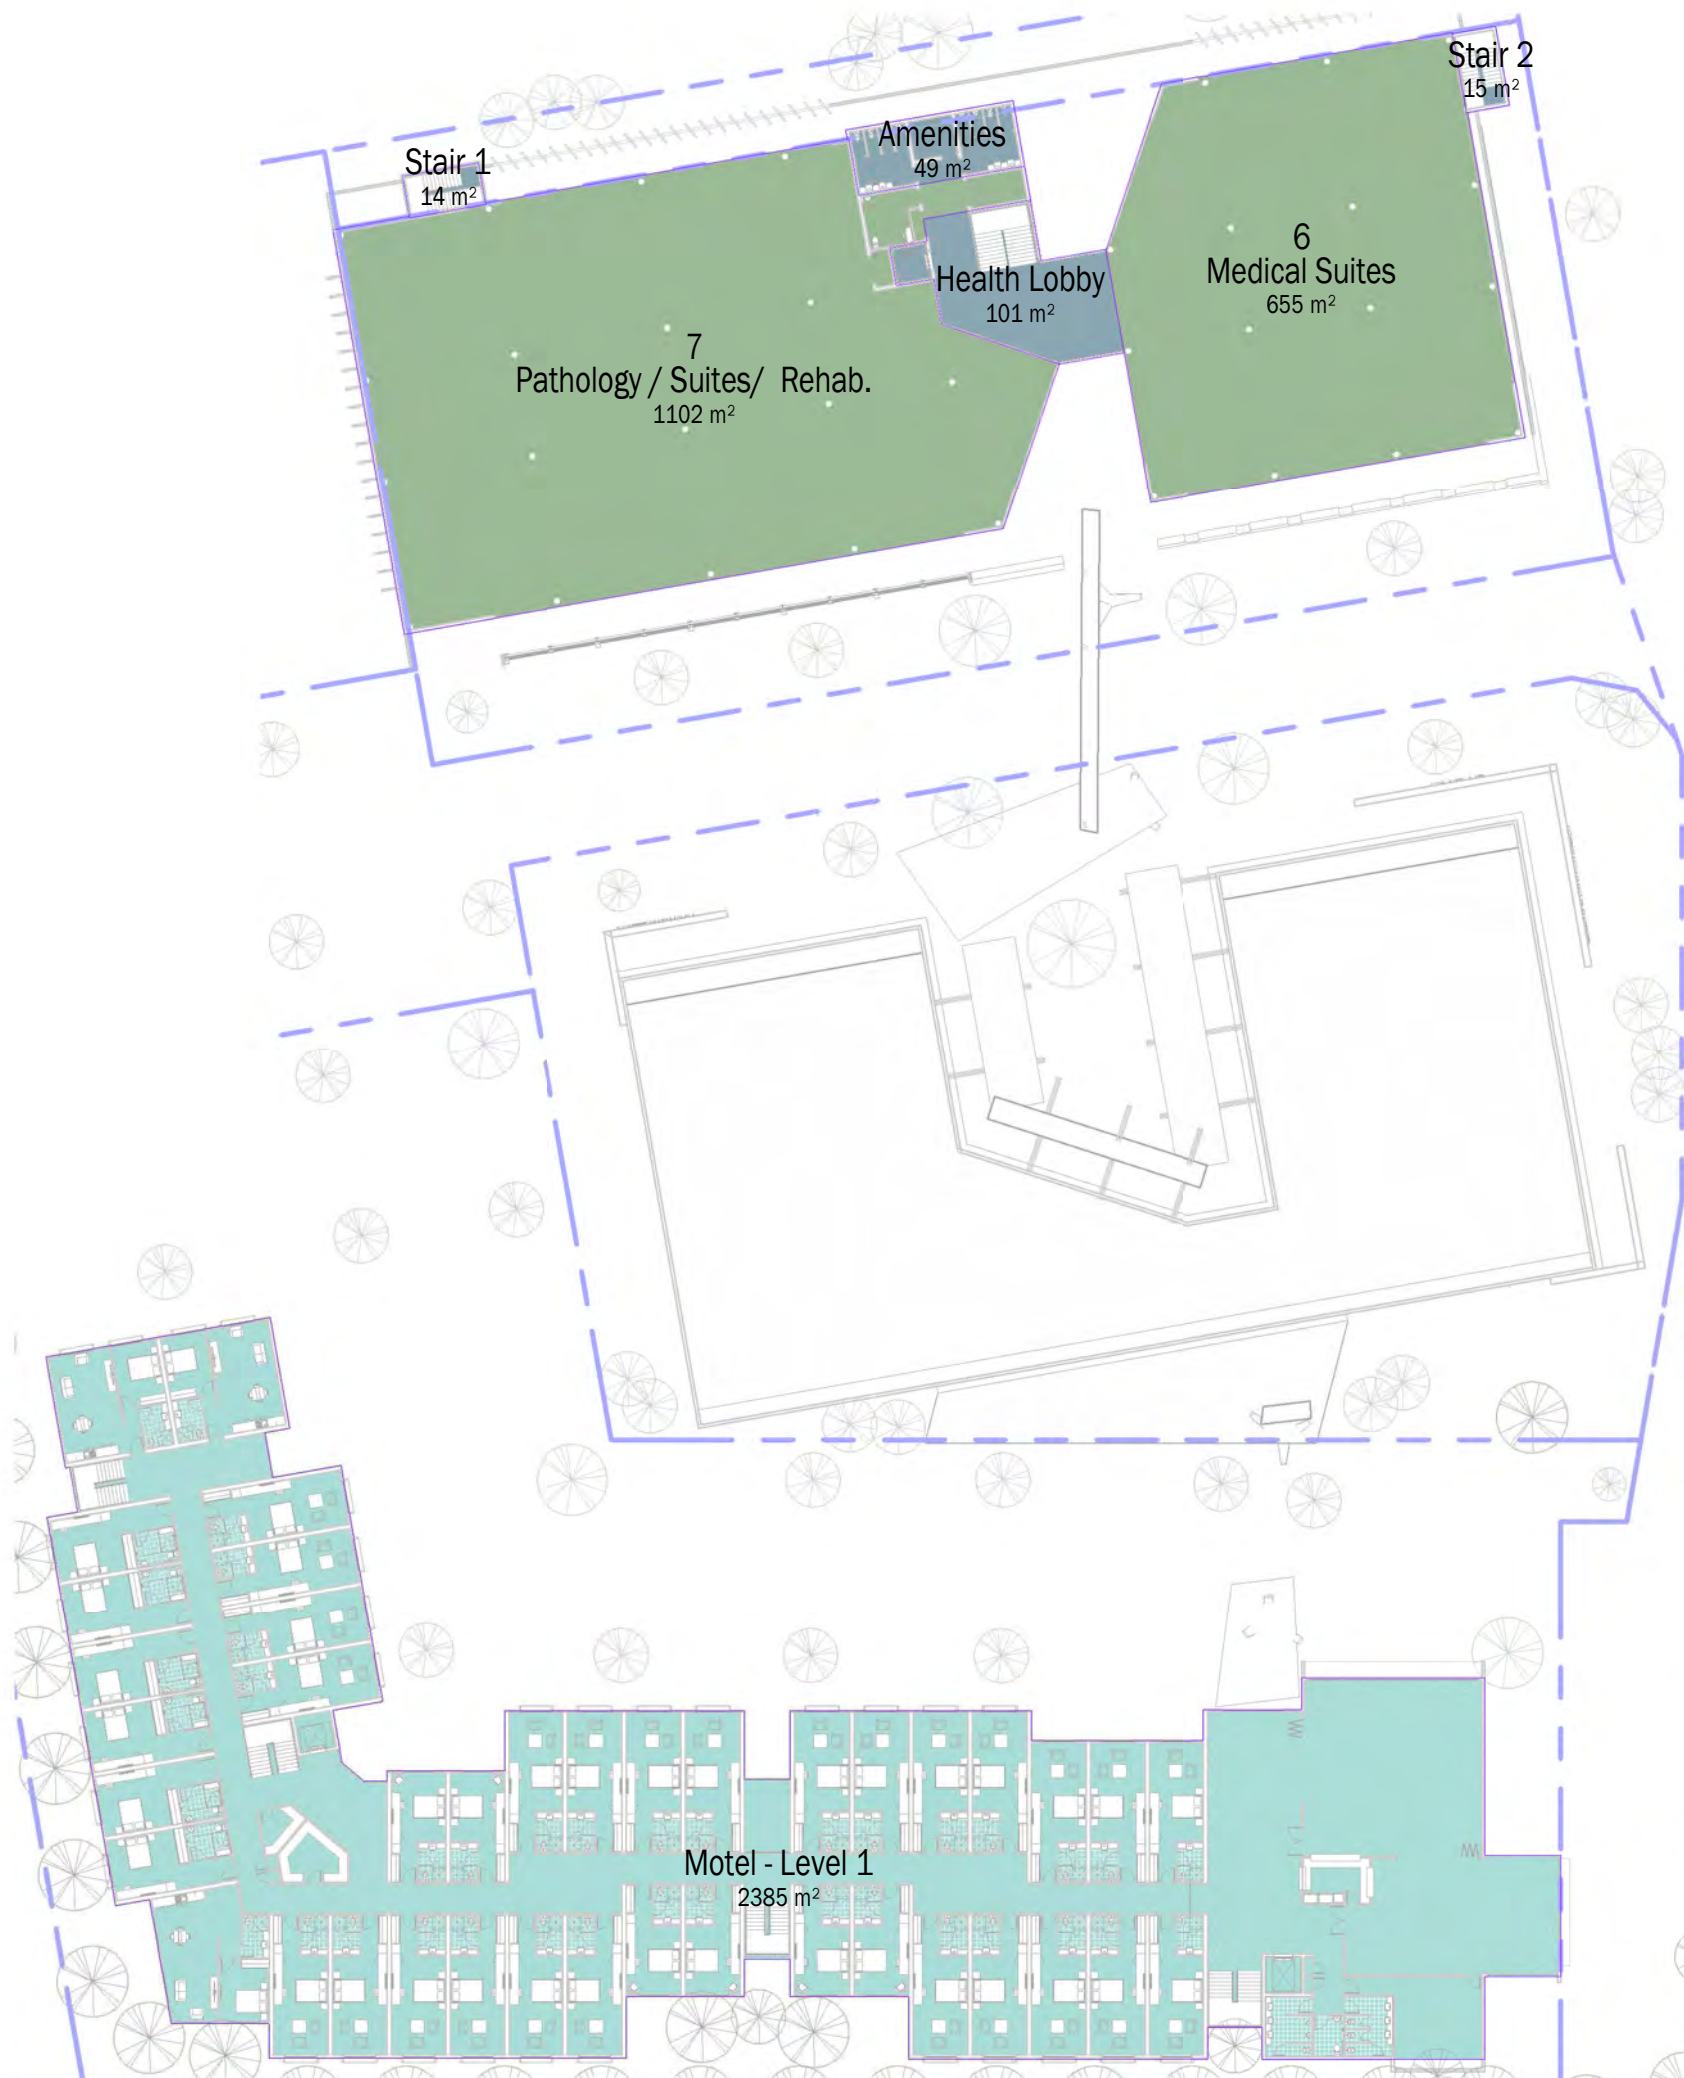 Stair 2
15 m²
Amenities
49 m²
Stair 1
14 m²
6
Medical Suites
655 m²
Health Lobby
101 m²
7
Pathology / Suites/ Rehab.
1102 m²
Motel - Level 1
2385 m²